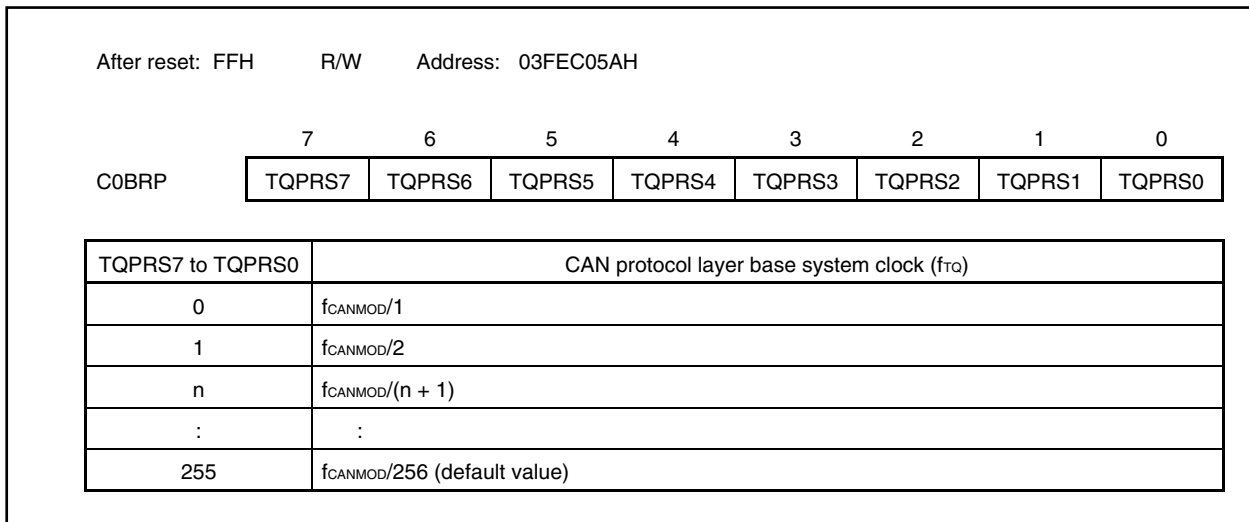 After reset: FFH R/W Address: 03FEC05AH
7 6 5 4 3 2 1 0
C0BRP TQPRS7 TQPRS6 TQPRS5 TQPRS4 TQPRS3 TQPRS2 TQPRS1 TQPRS0
TQPRS7 to TQPRS0 CAN protocol layer base system clock (fTQ)
0 fCANMOD/1
1 fCANMOD/2
n fCANMOD/(n + 1)
: :
255 fCANMOD/256 (default value)